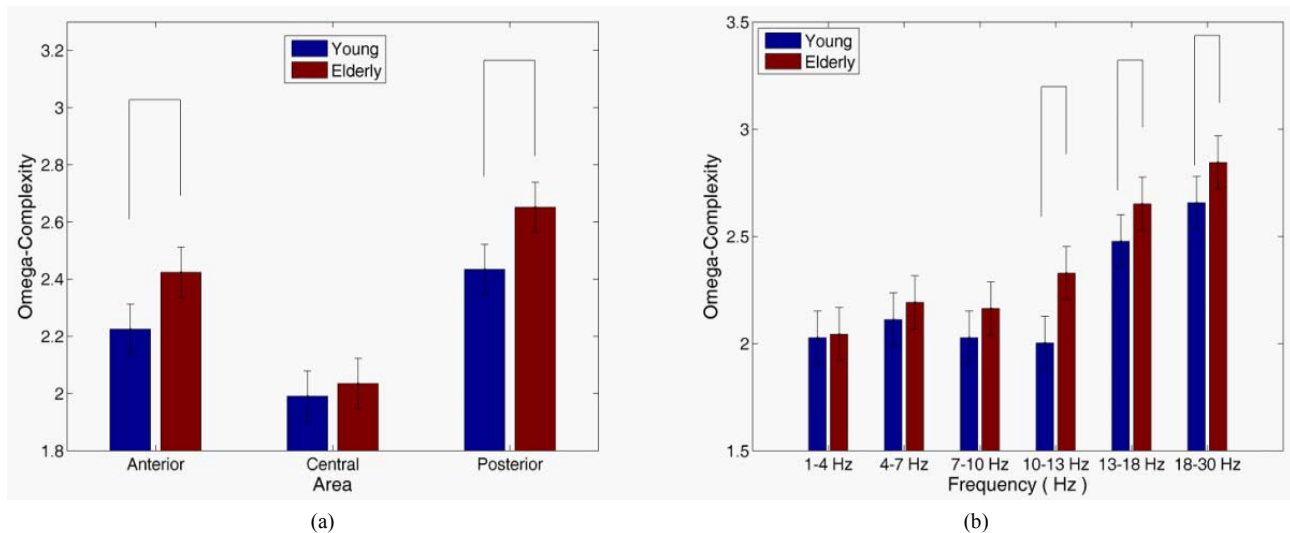 Omega-Complexity
3.2
3
2.8
2.6
2.4
2.2
2
1.8
Young
Elderly
Anterior
Central
Posterior
Area
(a)
Omega-Complexity
3.5
3
2.5
2
1.5
Young
Elderly
1-4 Hz
4-7 Hz
7-10 Hz
10-13 Hz
13-18 Hz
18-30 Hz
Frequency ( Hz )
(b)